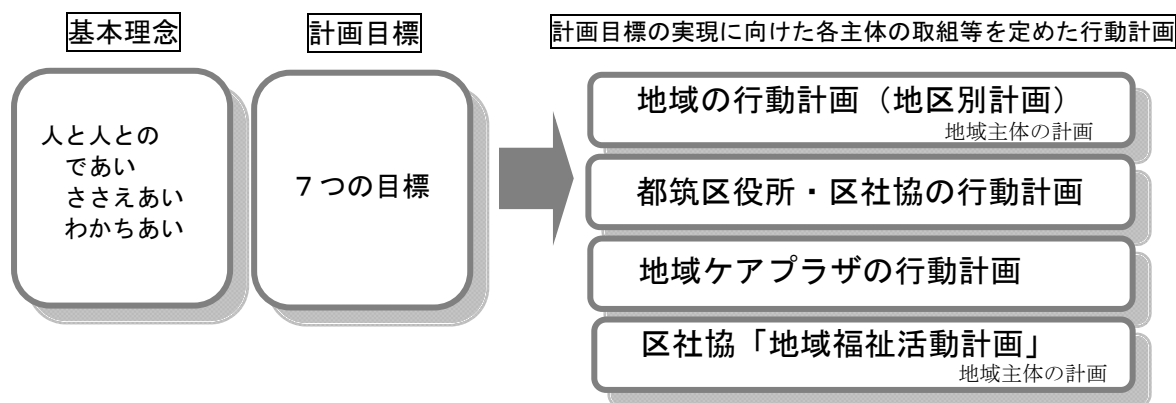 基本理念
計画目標
計画目標の実現に向けた各主体の取組等を定めた行動計画
人と人との
であい
ささえあい
わかちあい
７つの目標
地域の行動計画（地区別計画）
地域主体の計画
都筑区役所・区社協の行動計画
地域ケアプラザの行動計画
区社協「地域福祉活動計画」
地域主体の計画